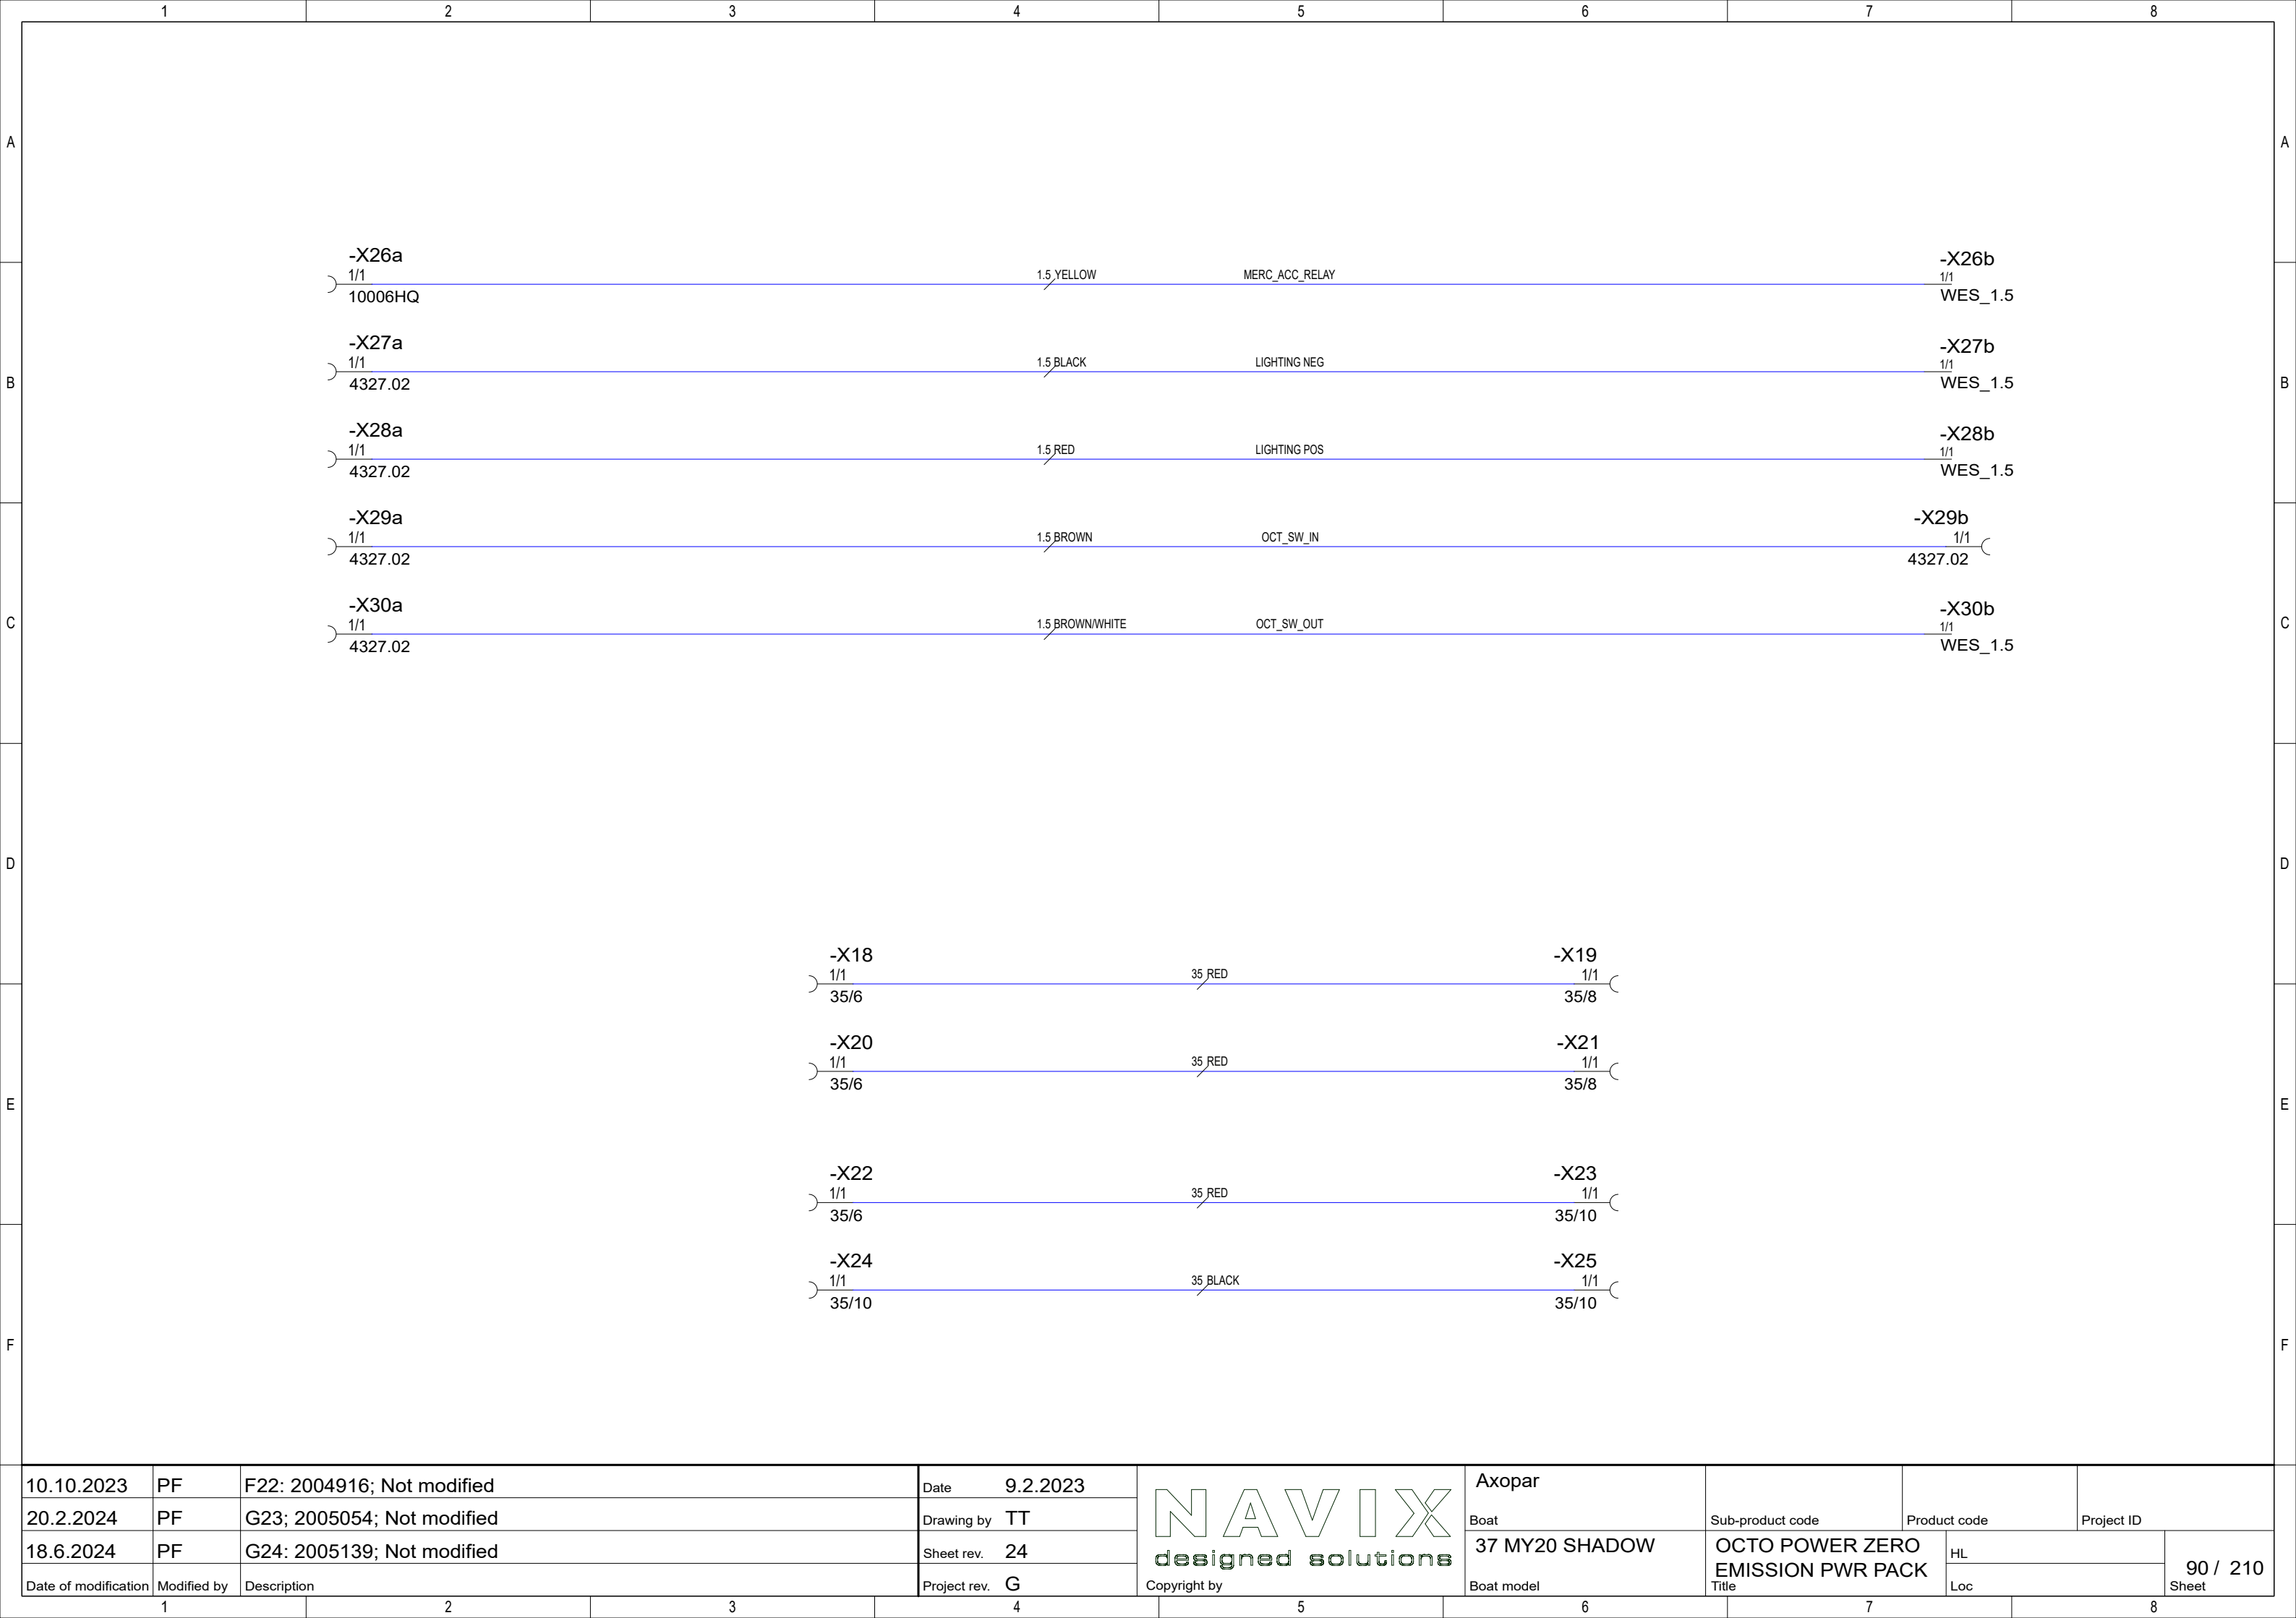 1 2 3 4 5 6 7 8
A A
-X26a -X26b
1/1 1.5 YELLOW MERC_ACC_RELAY 1/1
10006HQ WES_1.5
-X27a -X27b
1/1 1.5 BLACK LIGHTING NEG 1/1
B 4327.02 WES_1.5 B
-X28a -X28b
1/1 1.5 RED LIGHTING POS 1/1
4327.02 WES_1.5
-X29a -X29b
1/1 1.5 BROWN OCT_SW_IN 1/1
4327.02 4327.02
-X30a -X30b
C 1/1 1.5 BROWN/WHITE OCT_SW_OUT 1/1 C
4327.02 WES_1.5
D D
-X18 -X19
1/1 35 RED 1/1
35/6 35/8
-X20 -X21
1/1 35 RED 1/1
35/6 35/8
E E
-X22 -X23
1/1 35 RED 1/1
35/6 35/10
-X24 -X25
1/1 35 BLACK 1/1
35/10 35/10
F F
10.10.2023 PF F22: 2004916; Not modified
20.2.2024 PF G23; 2005054; Not modified
18.6.2024 PF G24: 2005139; Not modified
Date of modification Modified by Description
Date 9.2.2023
Drawing by TT
Sheet rev. 24
Project rev. G
NAVIX
designed solutions
Copyright by
Axopar
Boat
37 MY20 SHADOW
Boat model
Sub-product code Product code Project ID
OCTO POWER ZERO
EMISSION PWR PACK
Title
HL
Loc
90 / 210
Sheet
1 2 3 4 5 6 7 8